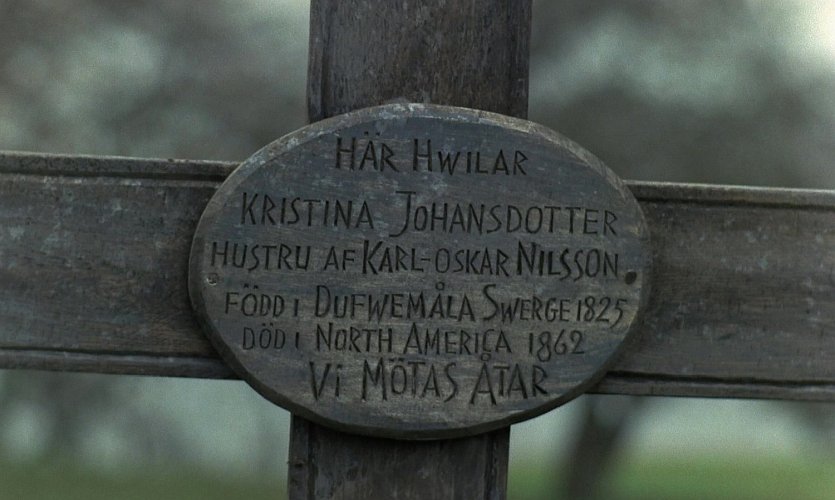 HÄR HWILAR
KRISTINA JOHANSDOTTER
HUSTRU AF KARL-OSKAR NILSSON.
FÖDD I DUFWEMÅLA SWERGE 1825
DÖD I NORTH AMERICA 1862
VI MÖTAS ÅTAR